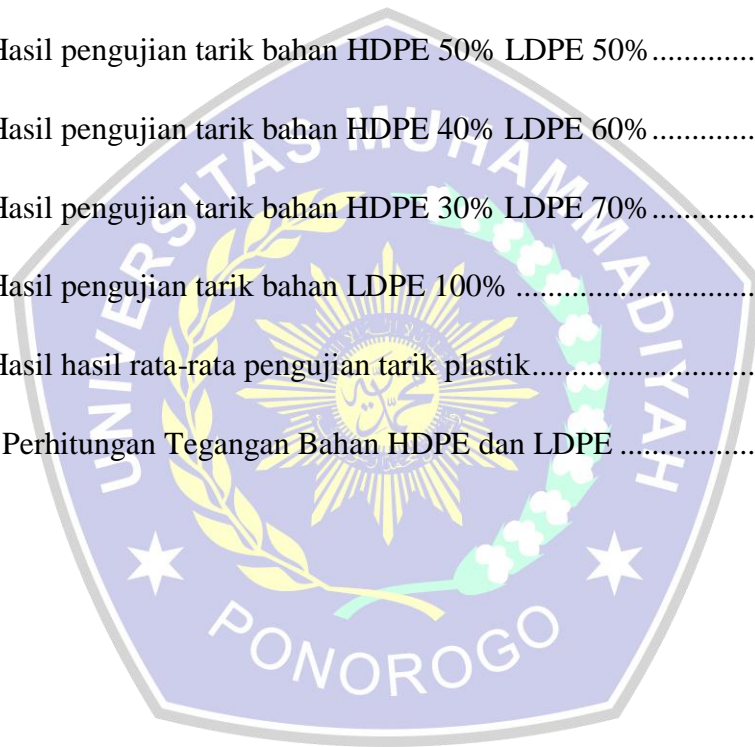 Hasil pengujian tarik bahan HDPE 50% LDPE 50%..............
Hasil pengujian tarik bahan HDPE 40% LDPE 60%..............
Hasil pengujian tarik bahan HDPE 30% LDPE 70%..............
Hasil pengujian tarik bahan LDPE 100% ..............................
Hasil hasil rata-rata pengujian tarik plastik............................
Perhitungan Tegangan Bahan HDPE dan LDPE .................
UNIVERSITAS MUHAMMADIYAH
PONOROGO